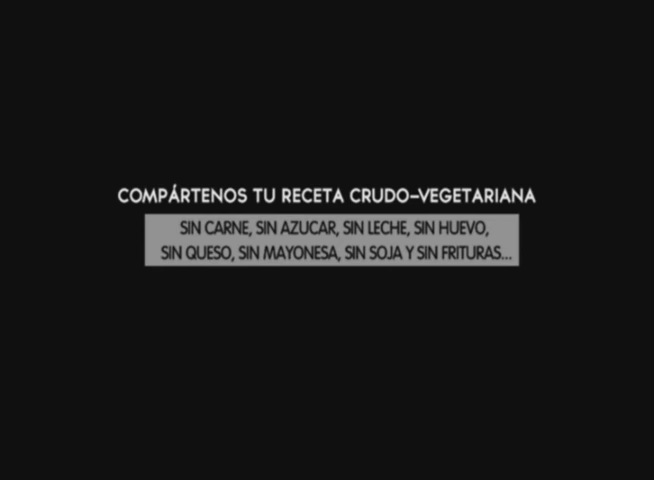 COMPÁRTENOS TU RECETA CRUDO-VEGETARIANA
SIN CARNE, SIN AZUCAR, SIN LECHE, SIN HUEVO,
SIN QUESO, SIN MAYONESA, SIN SOJA Y SIN FRITURAS...